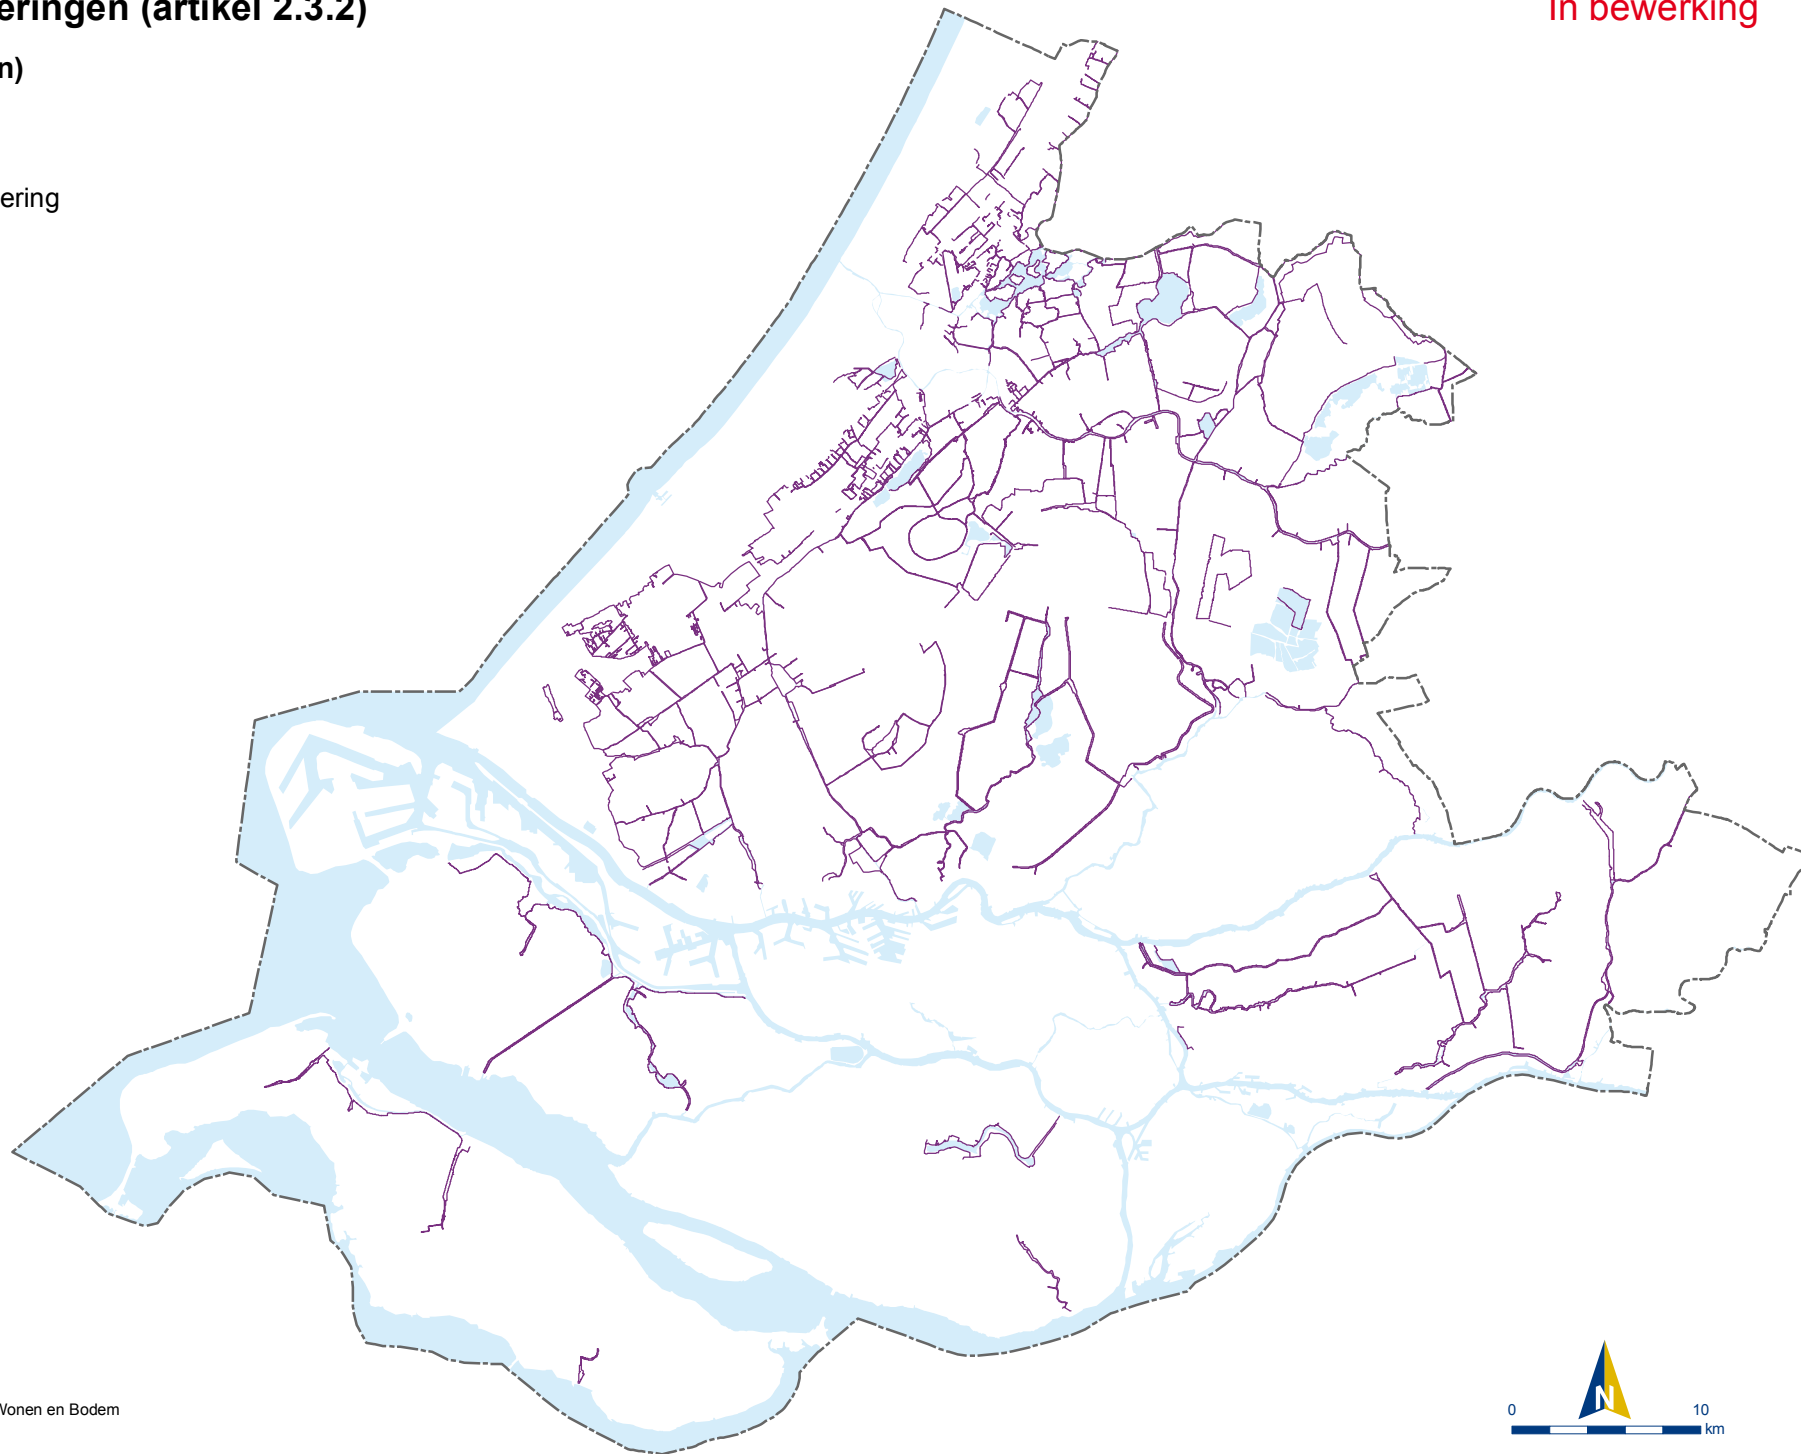 eringen (artikel 2.3.2)
In bewerking
n)
ering
Wonen en Bodem
N
0 10
km